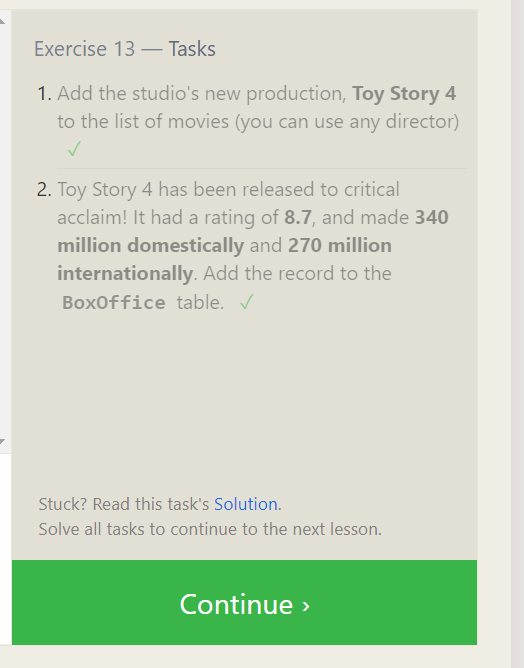 Exercise 13 — Tasks
1. Add the studio's new production, Toy Story 4
to the list of movies (you can use any director)
✓
2. Toy Story 4 has been released to critical
acclaim! It had a rating of 8.7, and made 340
million domestically and 270 million
internationally. Add the record to the
BoxOffice table. ✓
Stuck? Read this task's Solution.
Solve all tasks to continue to the next lesson.
Continue ›